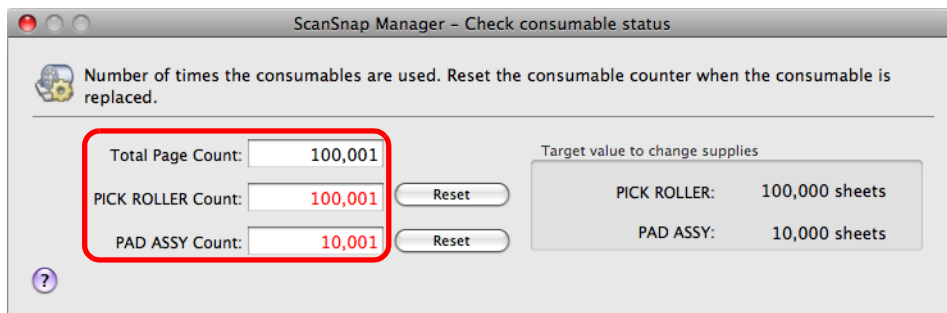 ScanSnap Manager – Check consumable status
Number of times the consumables are used. Reset the consumable counter when the consumable is
replaced.
Total Page Count: 100,001
PICK ROLLER Count: 100,001 Reset
PAD ASSY Count: 10,001 Reset
Target value to change supplies
PICK ROLLER: 100,000 sheets
PAD ASSY: 10,000 sheets
?